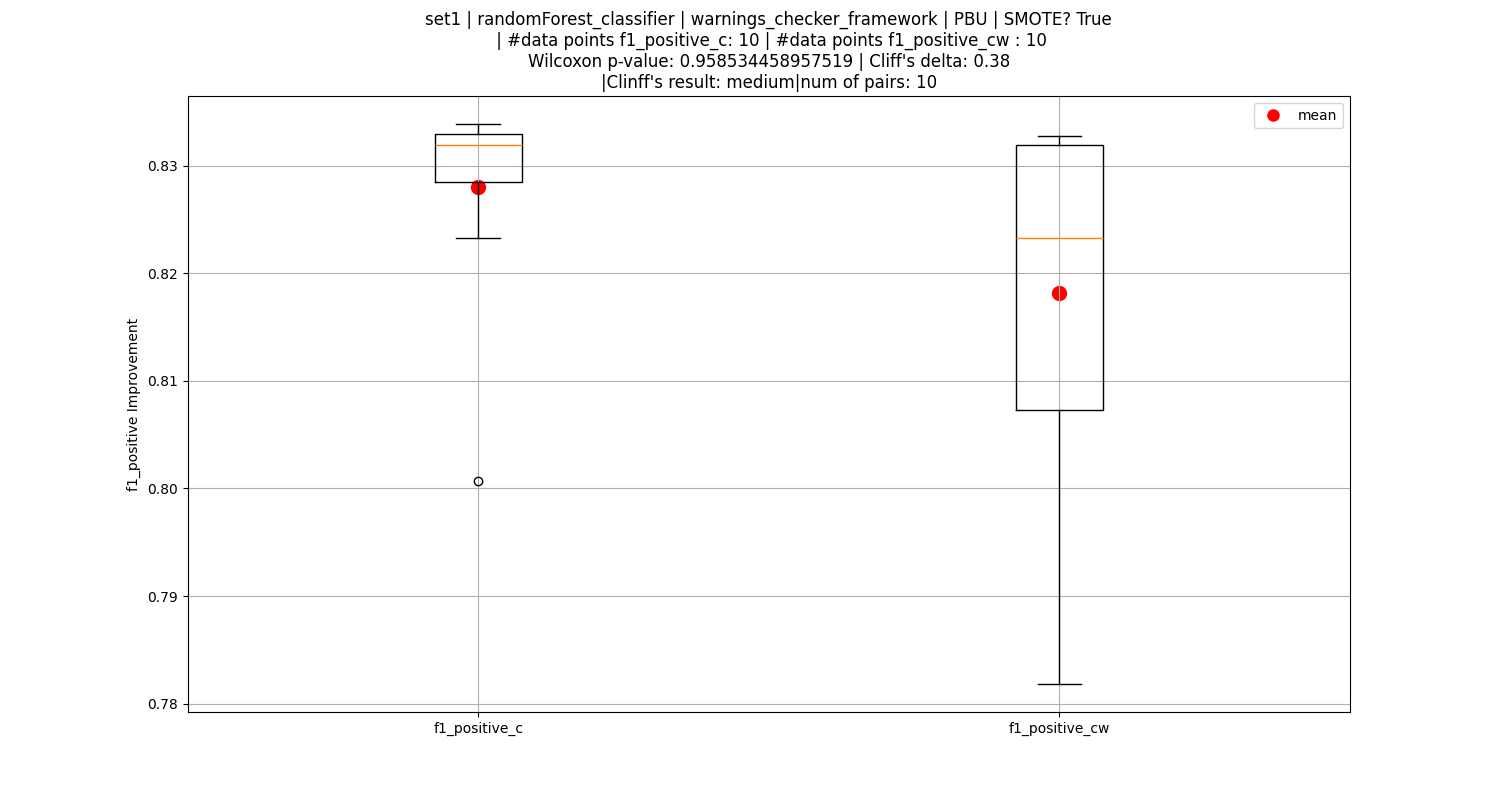 set1 | randomForest_classifier | warnings_checker_framework | PBU | SMOTE? True
| #data points f1_positive_c: 10 | #data points f1_positive_cw : 10
Wilcoxon p-value: 0.958534458957519 | Cliff's delta: 0.38
|Clinff's result: medium|num of pairs: 10
mean
0.83
0.82
0.81
0.80
0.79
0.78
f1_positive Improvement
f1_positive_c
f1_positive_cw